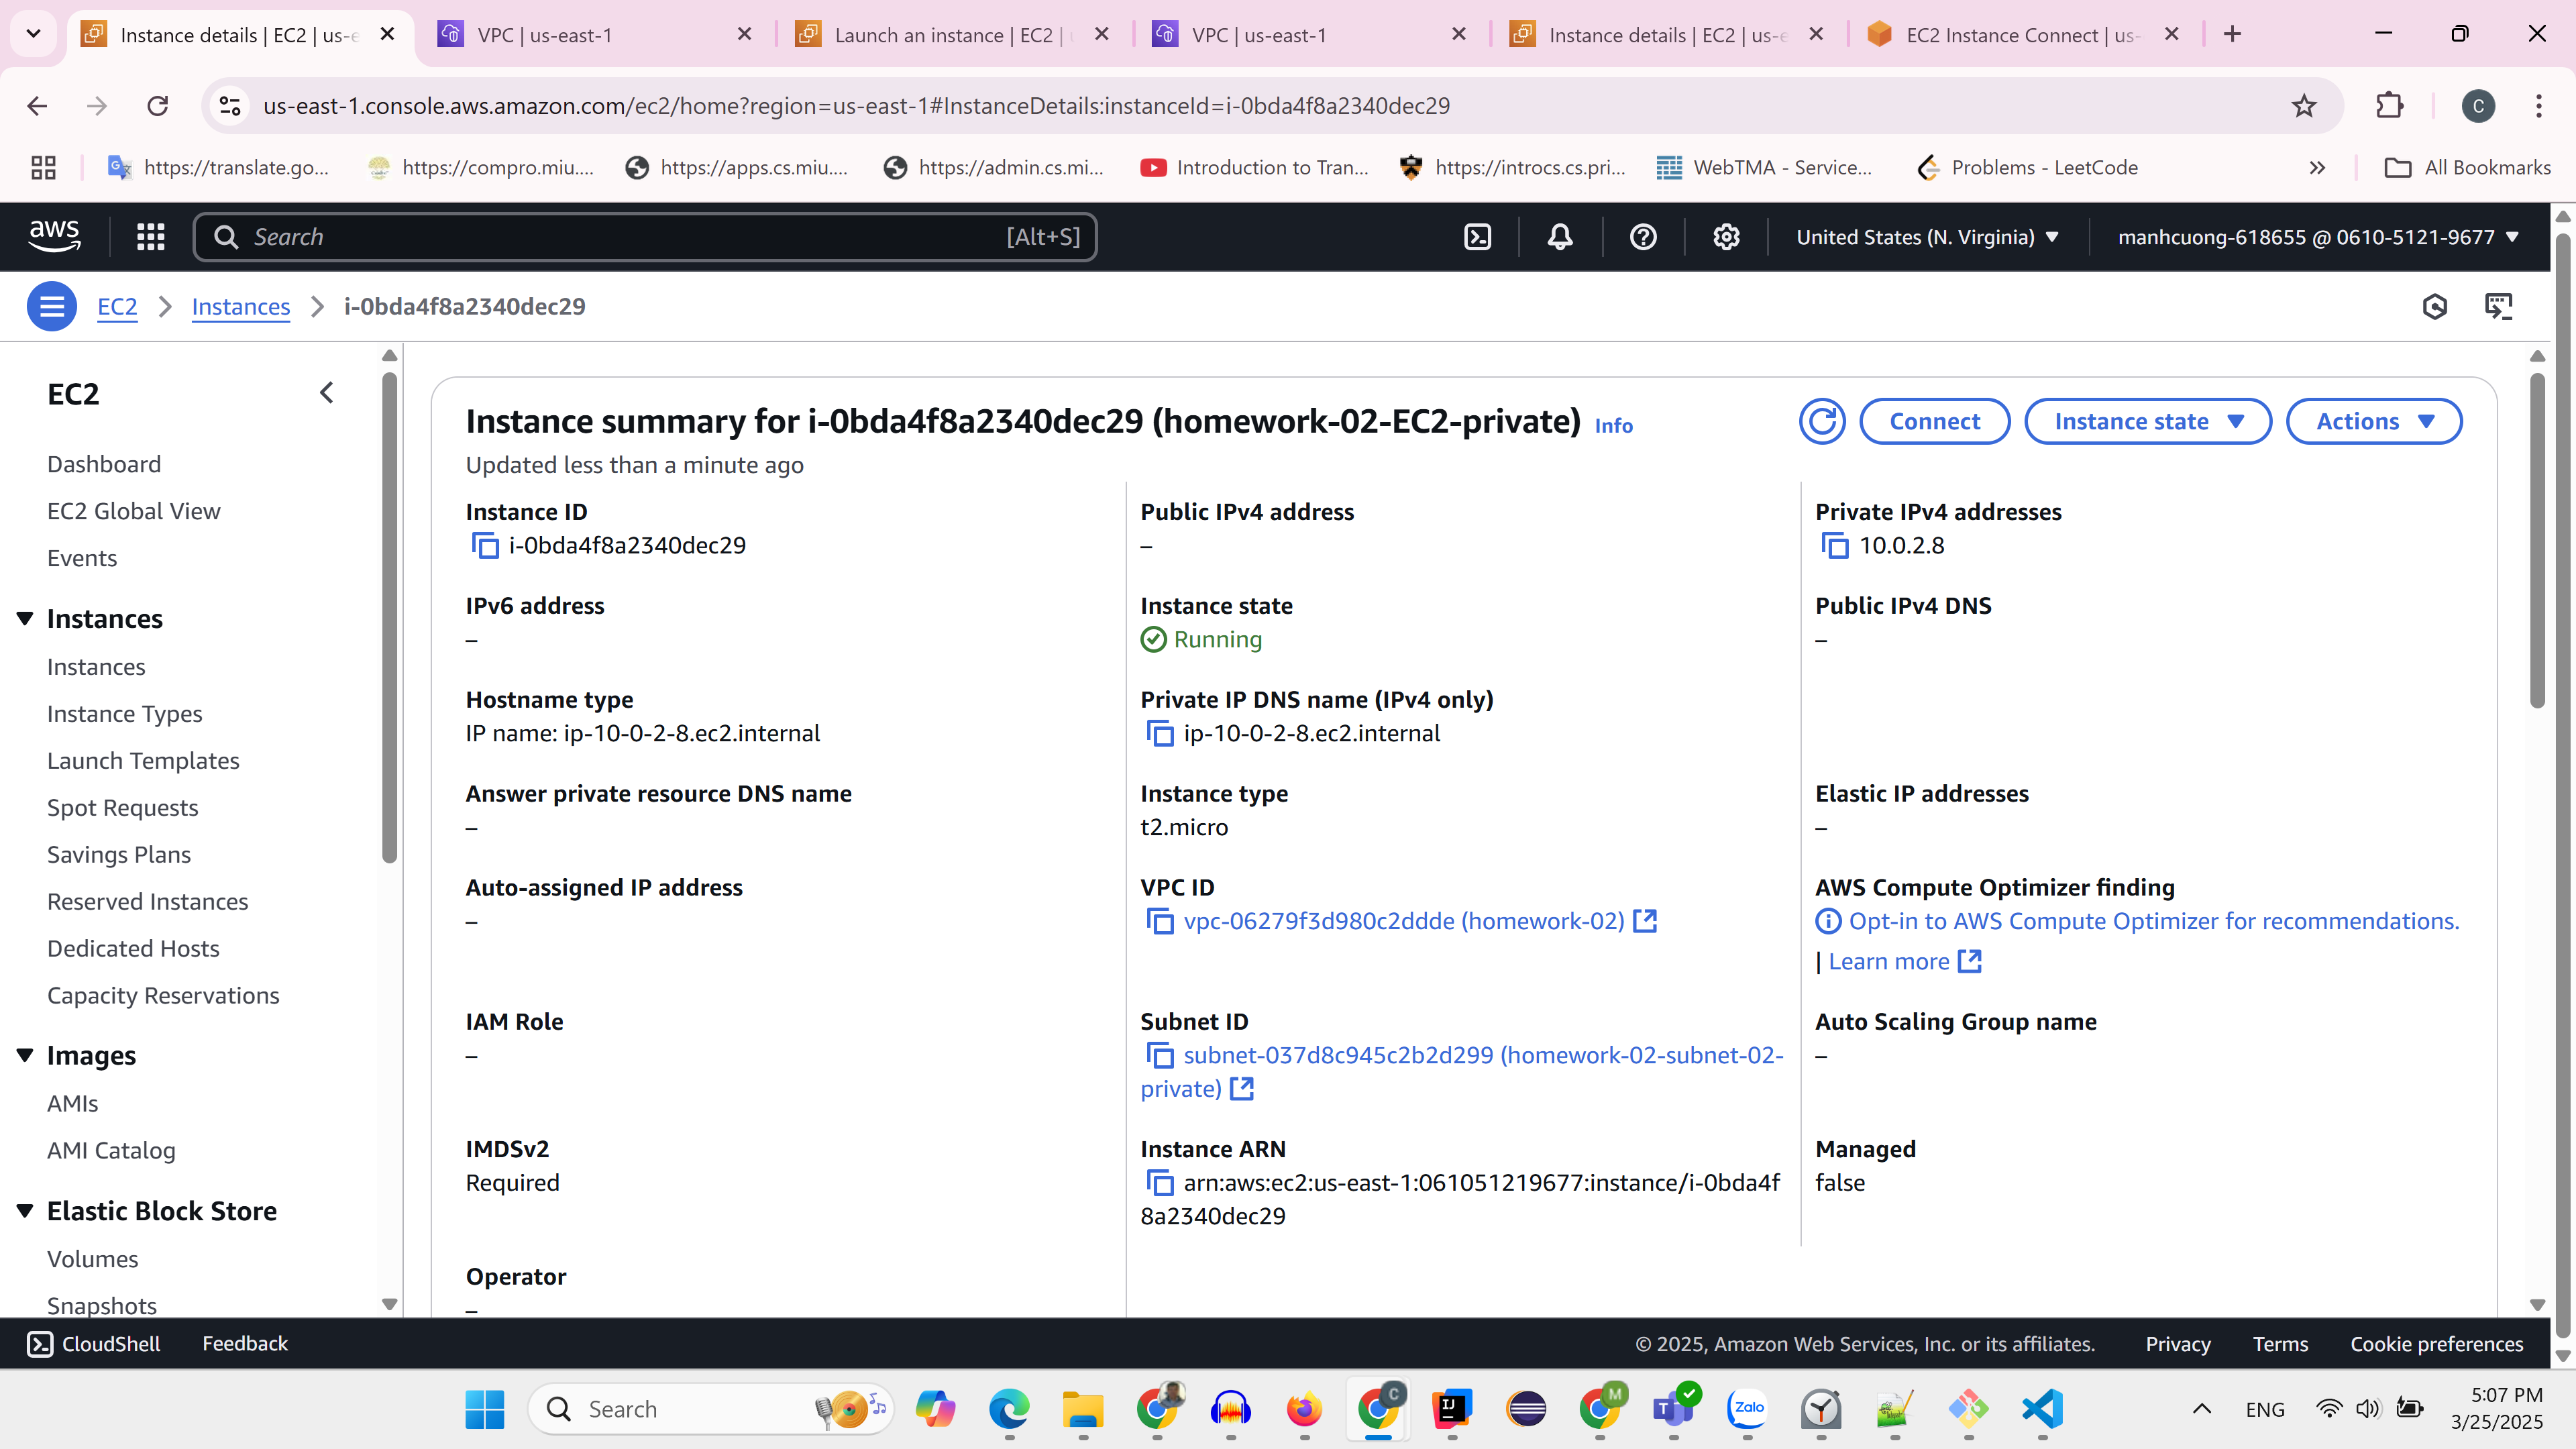 Instance details | EC2 | us-e
VPC | us-east-1
Launch an instance | EC2 | u
VPC | us-east-1
Instance details | EC2 | us-e
EC2 Instance Connect | us-
us-east-1.console.aws.amazon.com/ec2/home?region=us-east-1#InstanceDetails:instanceId=i-0bda4f8a2340dec29
C
https://translate.go...
https://compro.miu....
https://apps.cs.miu....
https://admin.cs.mi...
Introduction to Tran...
https://introcs.cs.pri...
WebTMA - Service...
Problems - LeetCode
All Bookmarks
aws
Search
[Alt+S]
United States (N. Virginia)
manhcuong-618655 @ 0610-5121-9677
EC2
Instances
i-0bda4f8a2340dec29
EC2
Dashboard
EC2 Global View
Events
Instances
Instances
Instance Types
Launch Templates
Spot Requests
Savings Plans
Reserved Instances
Dedicated Hosts
Capacity Reservations
Images
AMIs
AMI Catalog
Elastic Block Store
Volumes
Snapshots
Instance summary for i-0bda4f8a2340dec29 (homework-02-EC2-private) Info
Updated less than a minute ago
Connect
Instance state
Actions
Instance ID
i-0bda4f8a2340dec29
Public IPv4 address
–
Private IPv4 addresses
10.0.2.8
IPv6 address
–
Instance state
Running
Public IPv4 DNS
–
Hostname type
IP name: ip-10-0-2-8.ec2.internal
Private IP DNS name (IPv4 only)
ip-10-0-2-8.ec2.internal
Answer private resource DNS name
–
Instance type
t2.micro
Elastic IP addresses
–
Auto-assigned IP address
–
VPC ID
vpc-06279f3d980c2ddde (homework-02)
AWS Compute Optimizer finding
Opt-in to AWS Compute Optimizer for recommendations.
| Learn more
IAM Role
–
Subnet ID
subnet-037d8c945c2b2d299 (homework-02-subnet-02-
private)
Auto Scaling Group name
–
IMDSv2
Required
Instance ARN
arn:aws:ec2:us-east-1:061051219677:instance/i-0bda4f
8a2340dec29
Managed
false
Operator
–
CloudShell
Feedback
© 2025, Amazon Web Services, Inc. or its affiliates.
Privacy
Terms
Cookie preferences
Search
C
IJ
M
T
Zalo
ENG
5:07 PM
3/25/2025